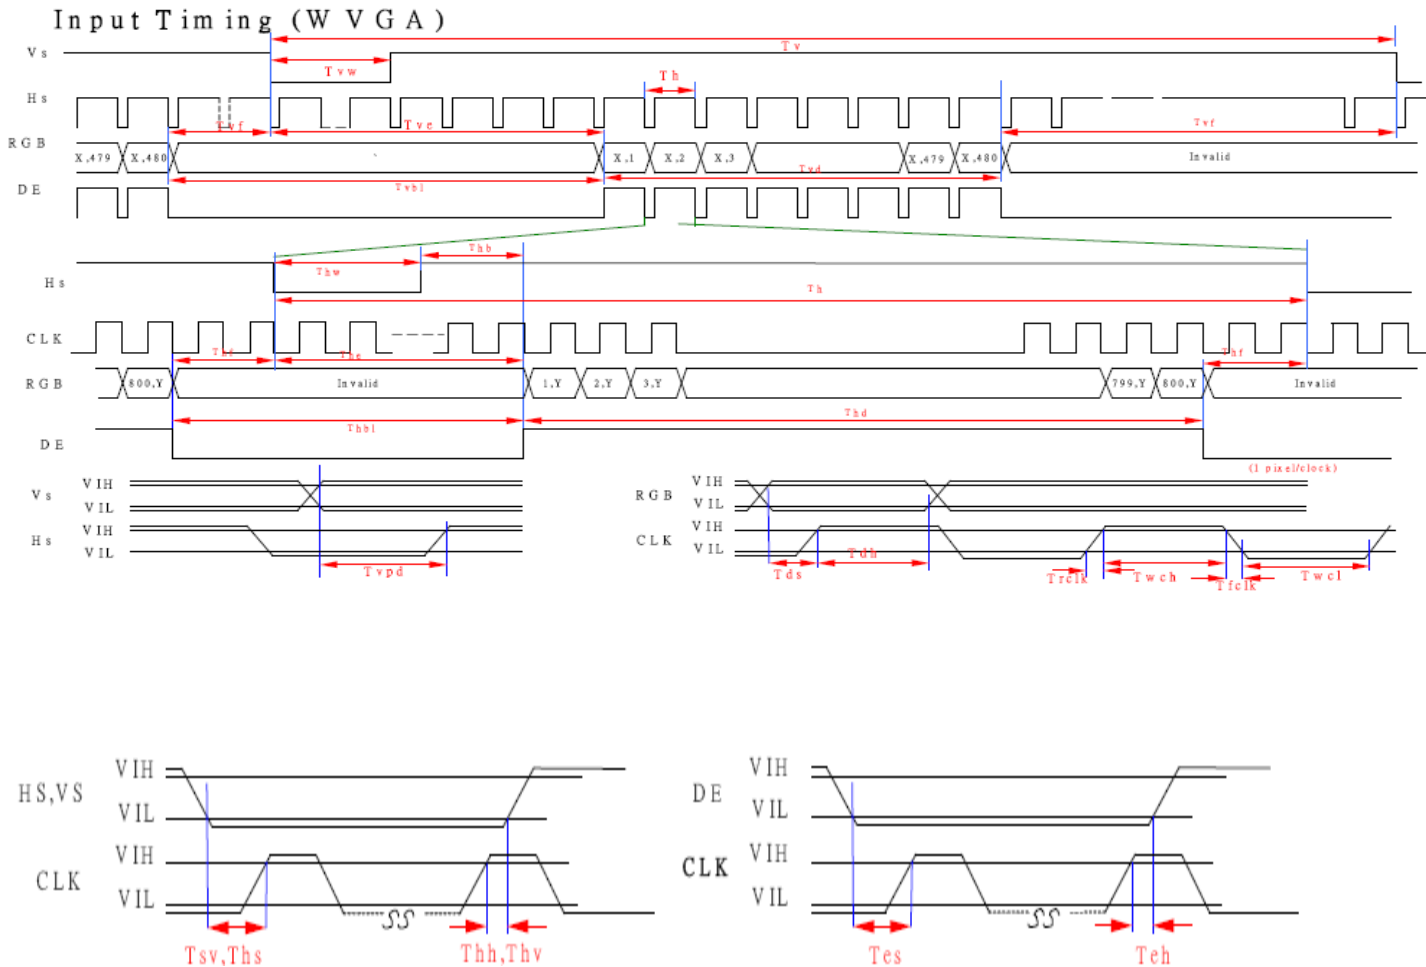 Input Timing (WVGA)
Tv
Vs
Tvw
Th
Hs
Tvf Tve Tvf
RGB
X,479 X,480 X,1 X,2 X,3 X,479 X,480 Invalid
Tvd
DE
Tvbl
Thb
Thw
Hs
Th
CLK
Thf The Thf
RGB 800,Y Invalid 1,Y 2,Y 3,Y 799,Y 800,Y Invalid
Thbl Thd
DE
(1 pixel/clock)
Vs VIH VIL
RGB VIH VIL
Hs VIH VIL
CLK VIH VIL
Tvpd
Tds Tdh Trclk Twch Tfclk Twcl
HS,VS VIH VIL
CLK VIH VIL
Tsv,Ths Thh,Thv
DE VIH VIL
CLK VIH VIL
Tes Teh